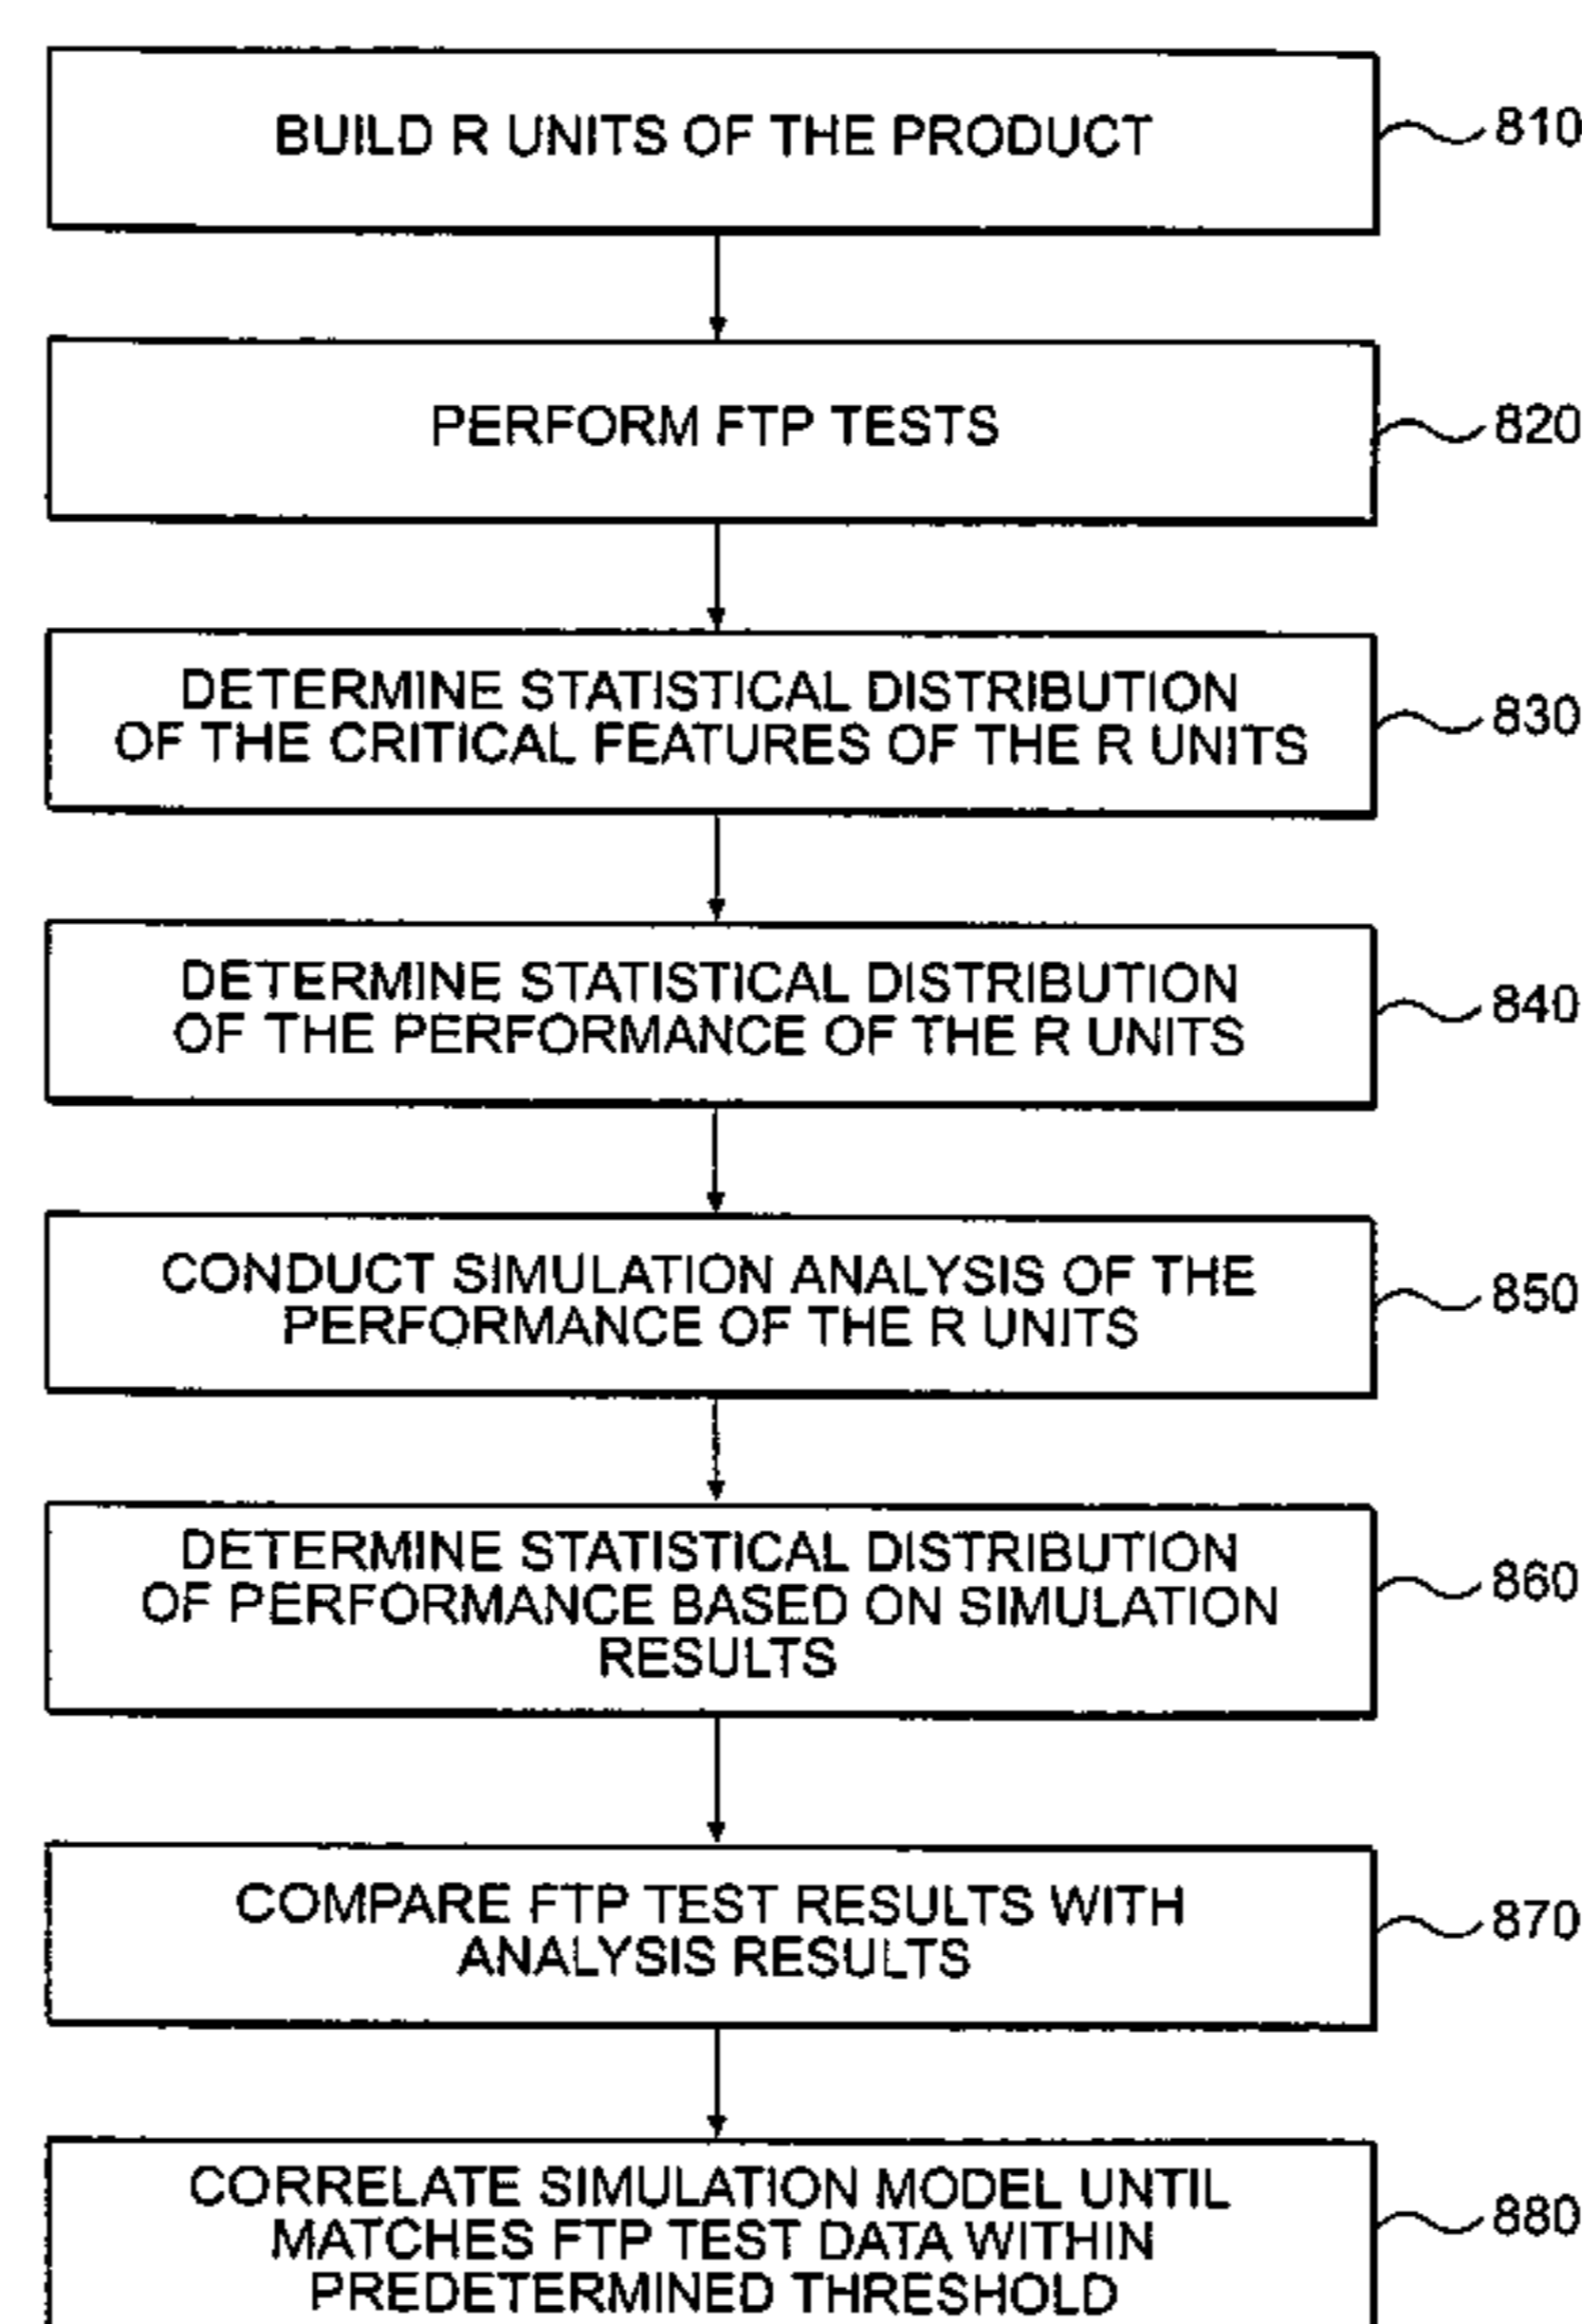 BUILD R UNITS OF THE PRODUCT
810
PERFORM FTP TESTS
820
DETERMINE STATISTICAL DISTRIBUTION
OF THE CRITICAL FEATURES OF THE R UNITS
830
DETERMINE STATISTICAL DISTRIBUTION
OF THE PERFORMANCE OF THE R UNITS
840
CONDUCT SIMULATION ANALYSIS OF THE
PERFORMANCE OF THE R UNITS
850
DETERMINE STATISTICAL DISTRIBUTION
OF PERFORMANCE BASED ON SIMULATION
RESULTS
860
COMPARE FTP TEST RESULTS WITH
ANALYSIS RESULTS
870
CORRELATE SIMULATION MODEL UNTIL
MATCHES FTP TEST DATA WITHIN
PREDETERMINED THRESHOLD
880